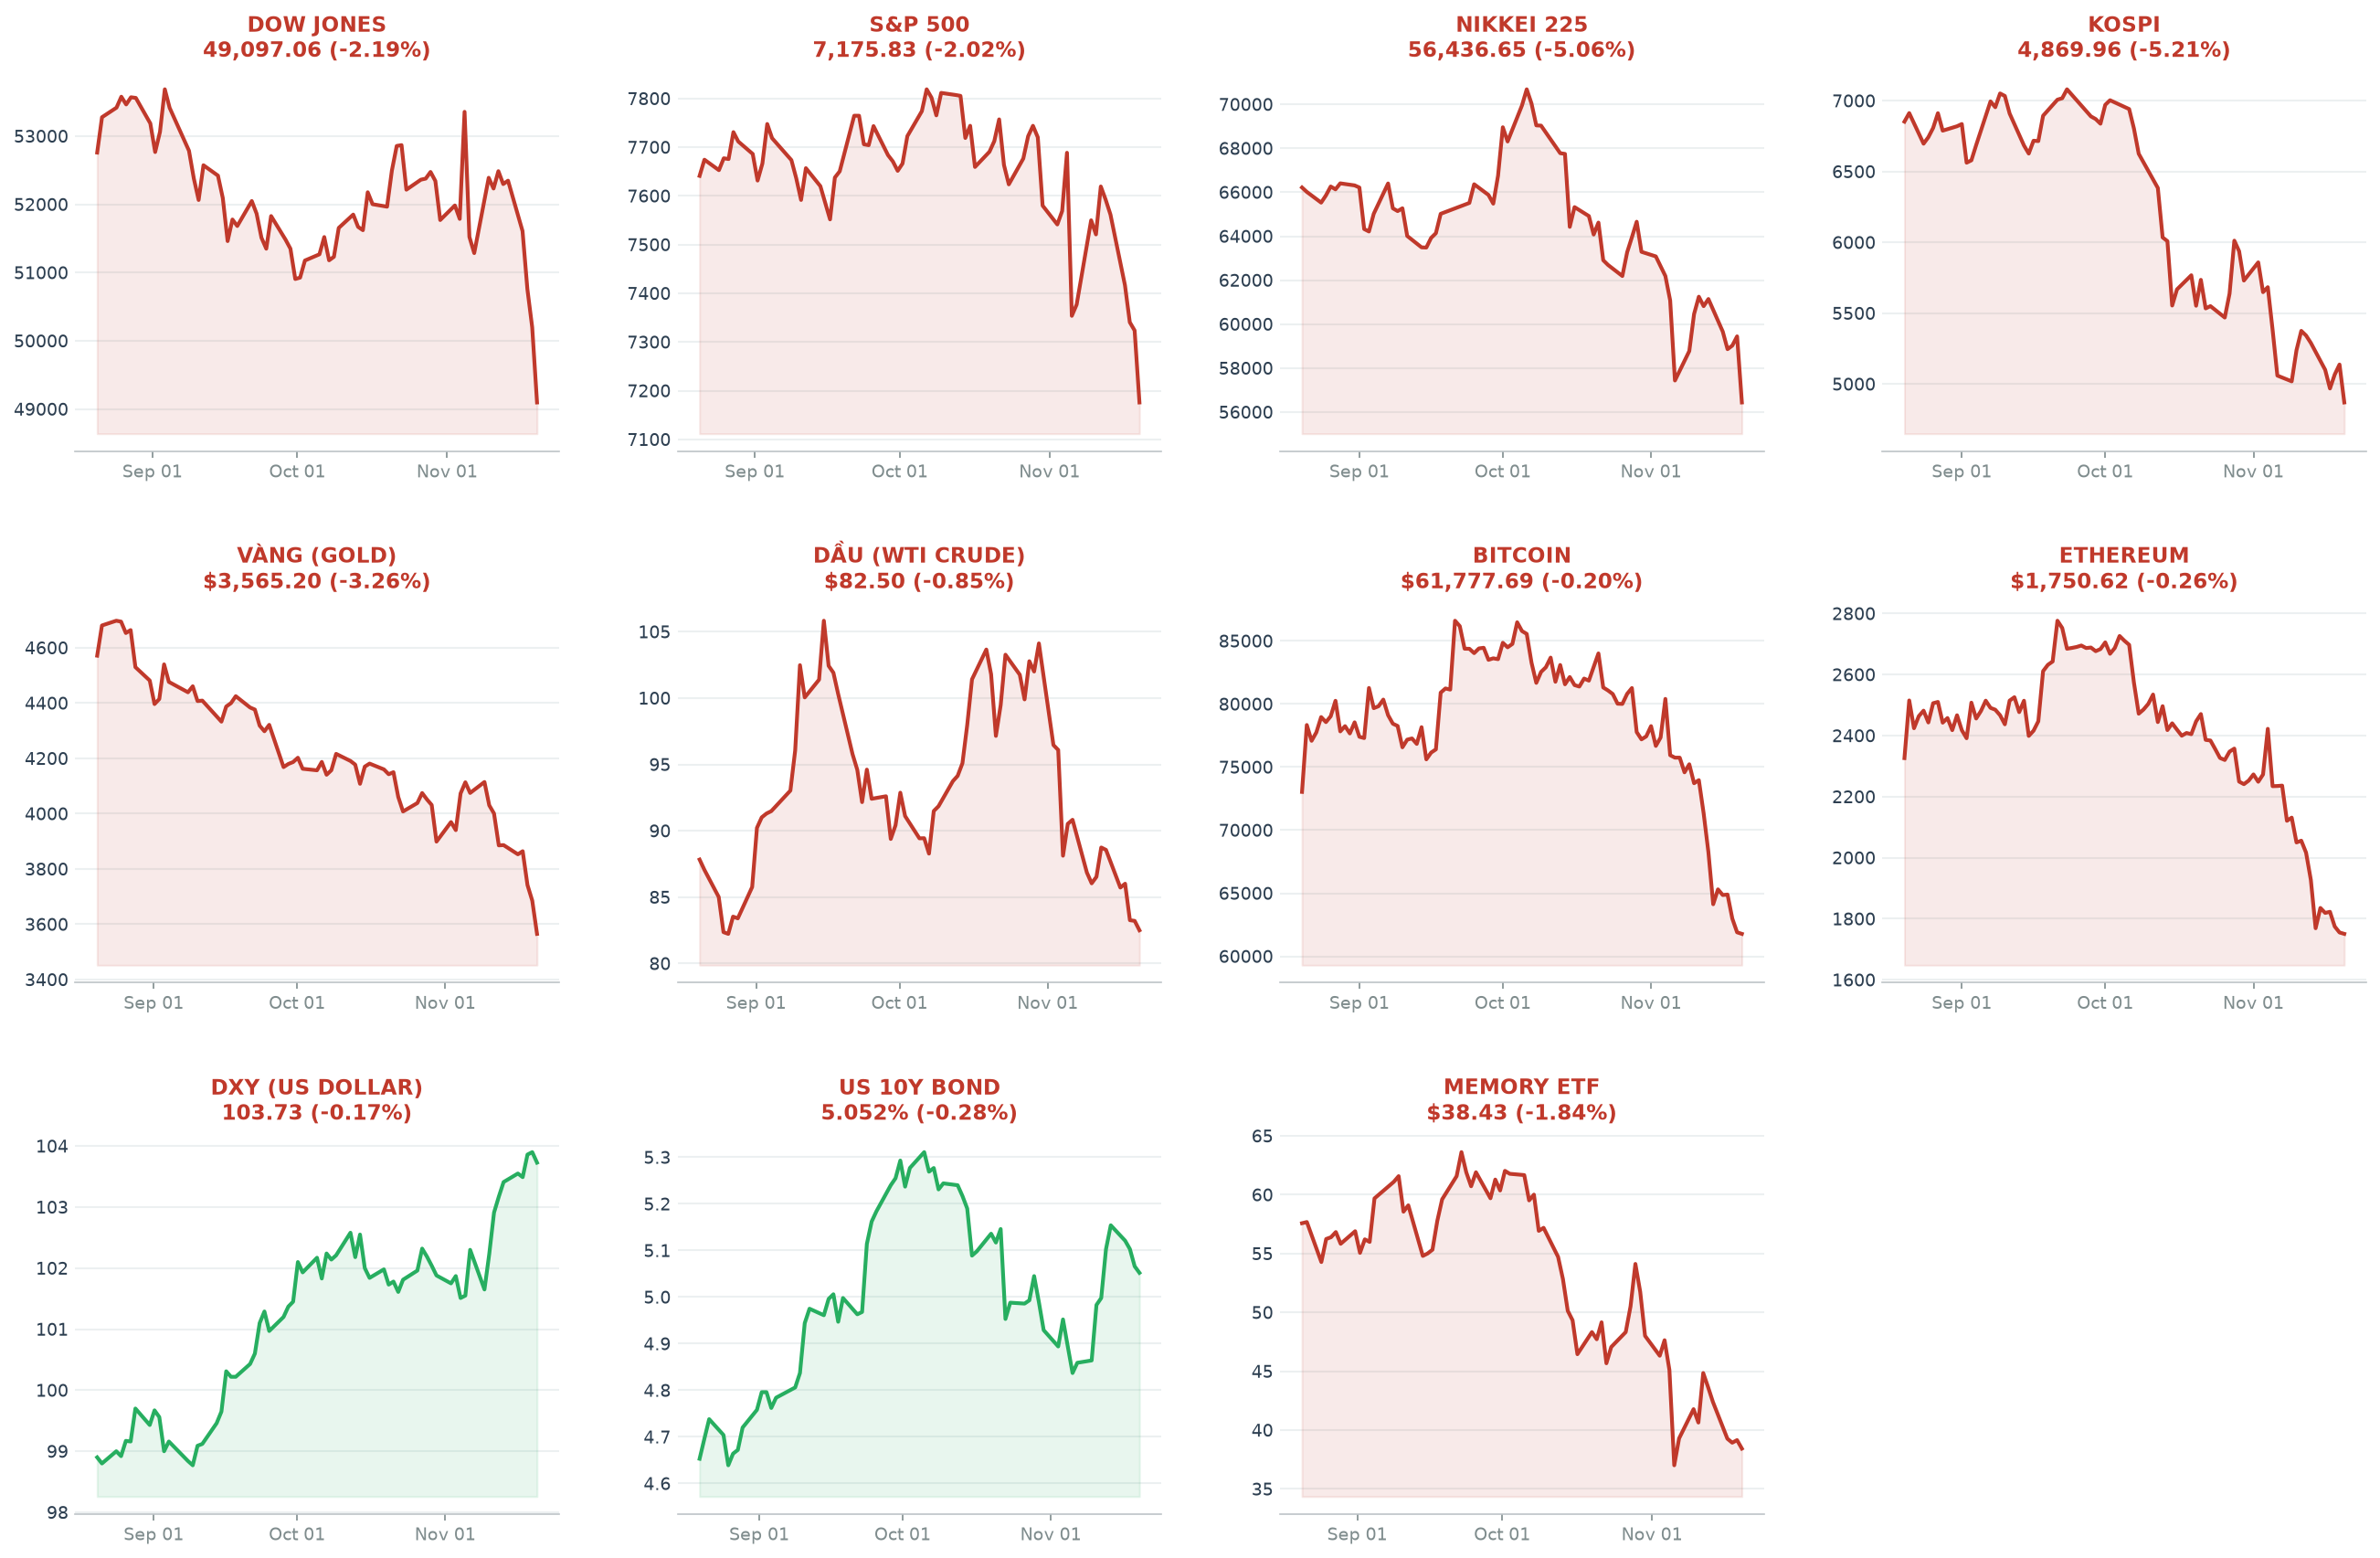 DOW JONES
49,097.06 (-2.19%)
53000
52000
51000
50000
49000
Sep 01
Oct 01
Nov 01
S&P 500
7,175.83 (-2.02%)
7800
7700
7600
7500
7400
7300
7200
7100
Sep 01
Oct 01
Nov 01
NIKKEI 225
56,436.65 (-5.06%)
70000
68000
66000
64000
62000
60000
58000
56000
Sep 01
Oct 01
Nov 01
KOSPI
4,869.96 (-5.21%)
7000
6500
6000
5500
5000
Sep 01
Oct 01
Nov 01
VÀNG (GOLD)
$3,565.20 (-3.26%)
4600
4400
4200
4000
3800
3600
3400
Sep 01
Oct 01
Nov 01
DẦU (WTI CRUDE)
$82.50 (-0.85%)
105
100
95
90
85
80
Sep 01
Oct 01
Nov 01
BITCOIN
$61,777.69 (-0.20%)
85000
80000
75000
70000
65000
60000
Sep 01
Oct 01
Nov 01
ETHEREUM
$1,750.62 (-0.26%)
2800
2600
2400
2200
2000
1800
1600
Sep 01
Oct 01
Nov 01
DXY (US DOLLAR)
103.73 (-0.17%)
104
103
102
101
100
99
98
Sep 01
Oct 01
Nov 01
US 10Y BOND
5.052% (-0.28%)
5.3
5.2
5.1
5.0
4.9
4.8
4.7
4.6
Sep 01
Oct 01
Nov 01
MEMORY ETF
$38.43 (-1.84%)
65
60
55
50
45
40
35
Sep 01
Oct 01
Nov 01